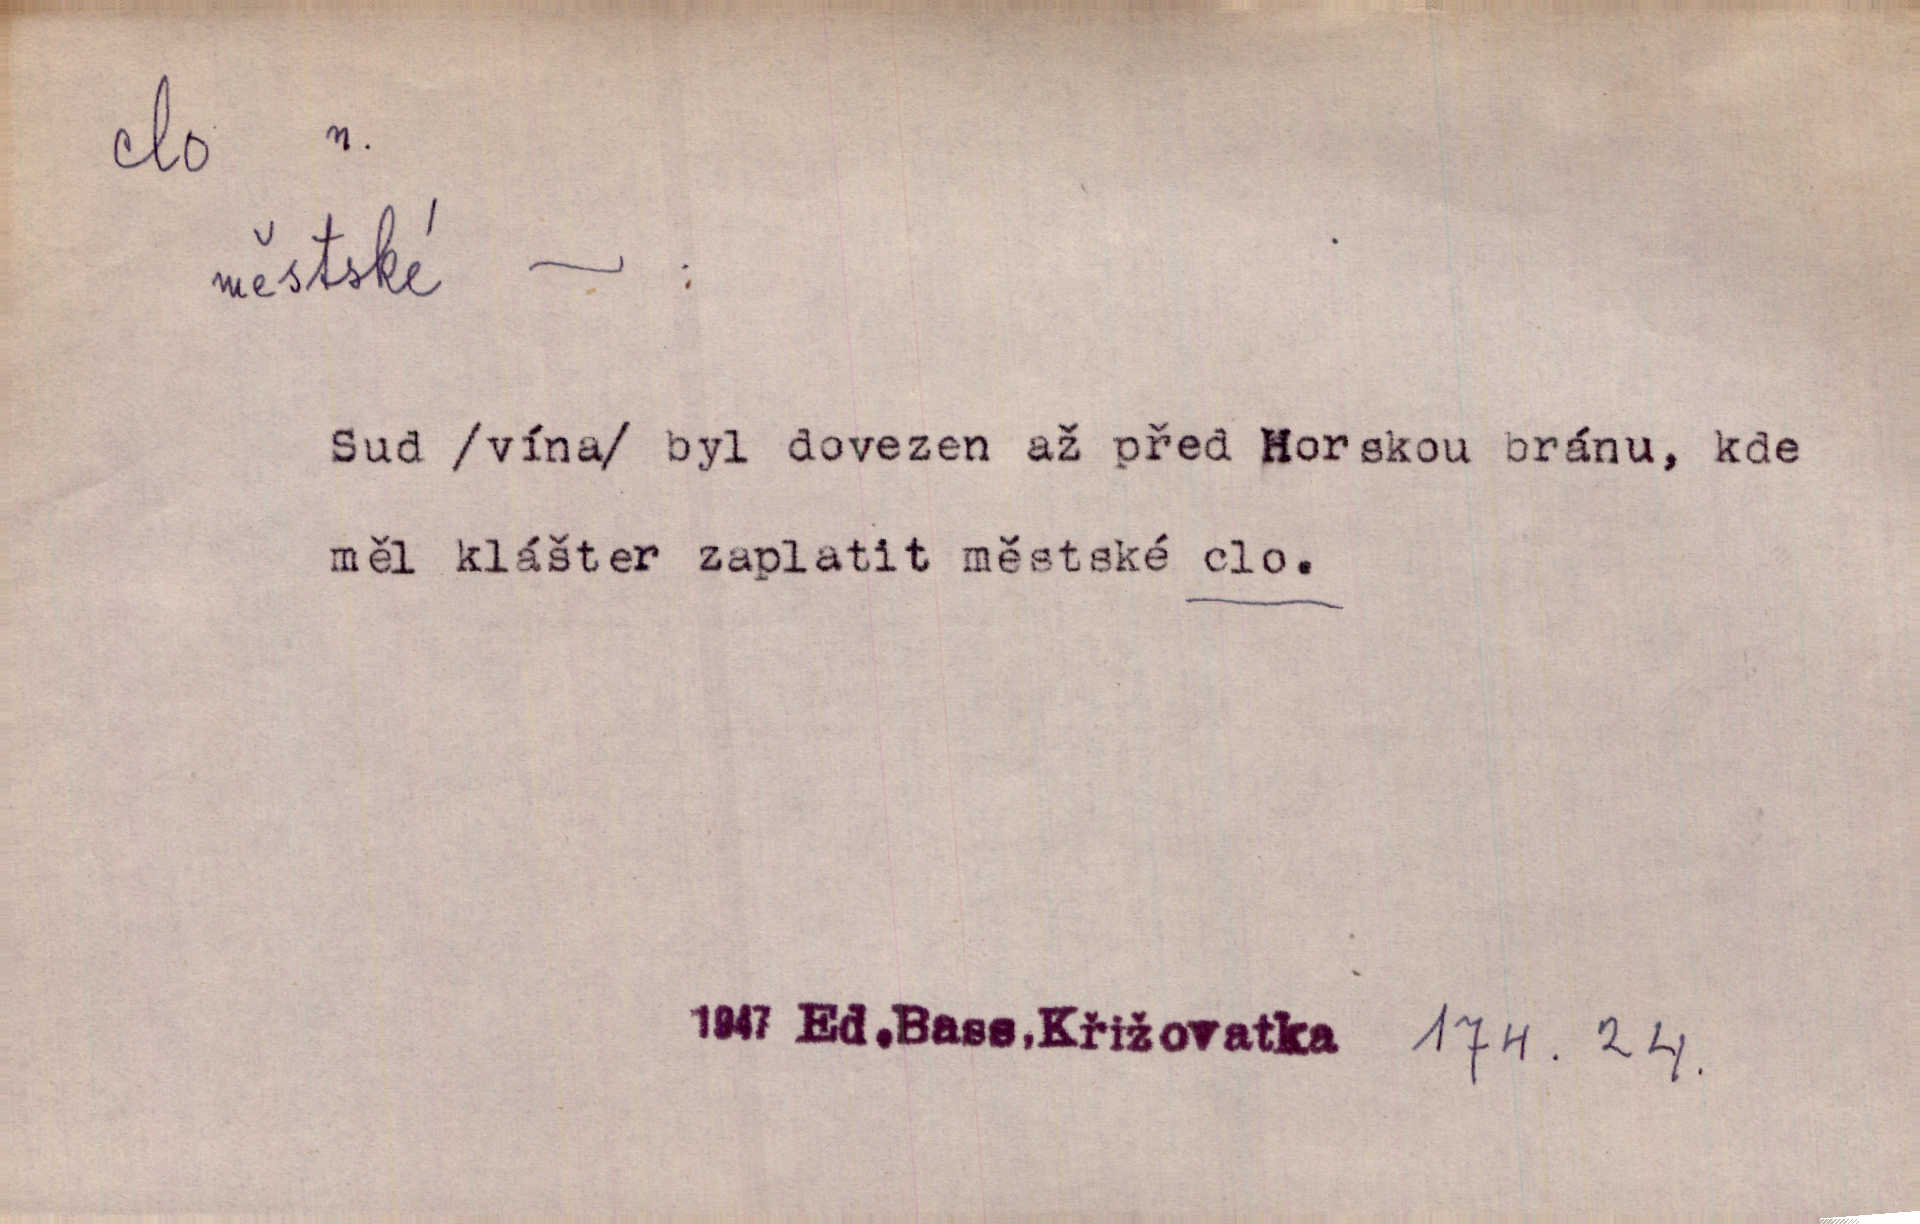 clo n.
městské ~ :
Sud /vína/ byl dovezen až před Horskou bránu, kde
měl klášter zaplatit městské clo.
1947 Ed.Bass,Křižovatka 174. 24.